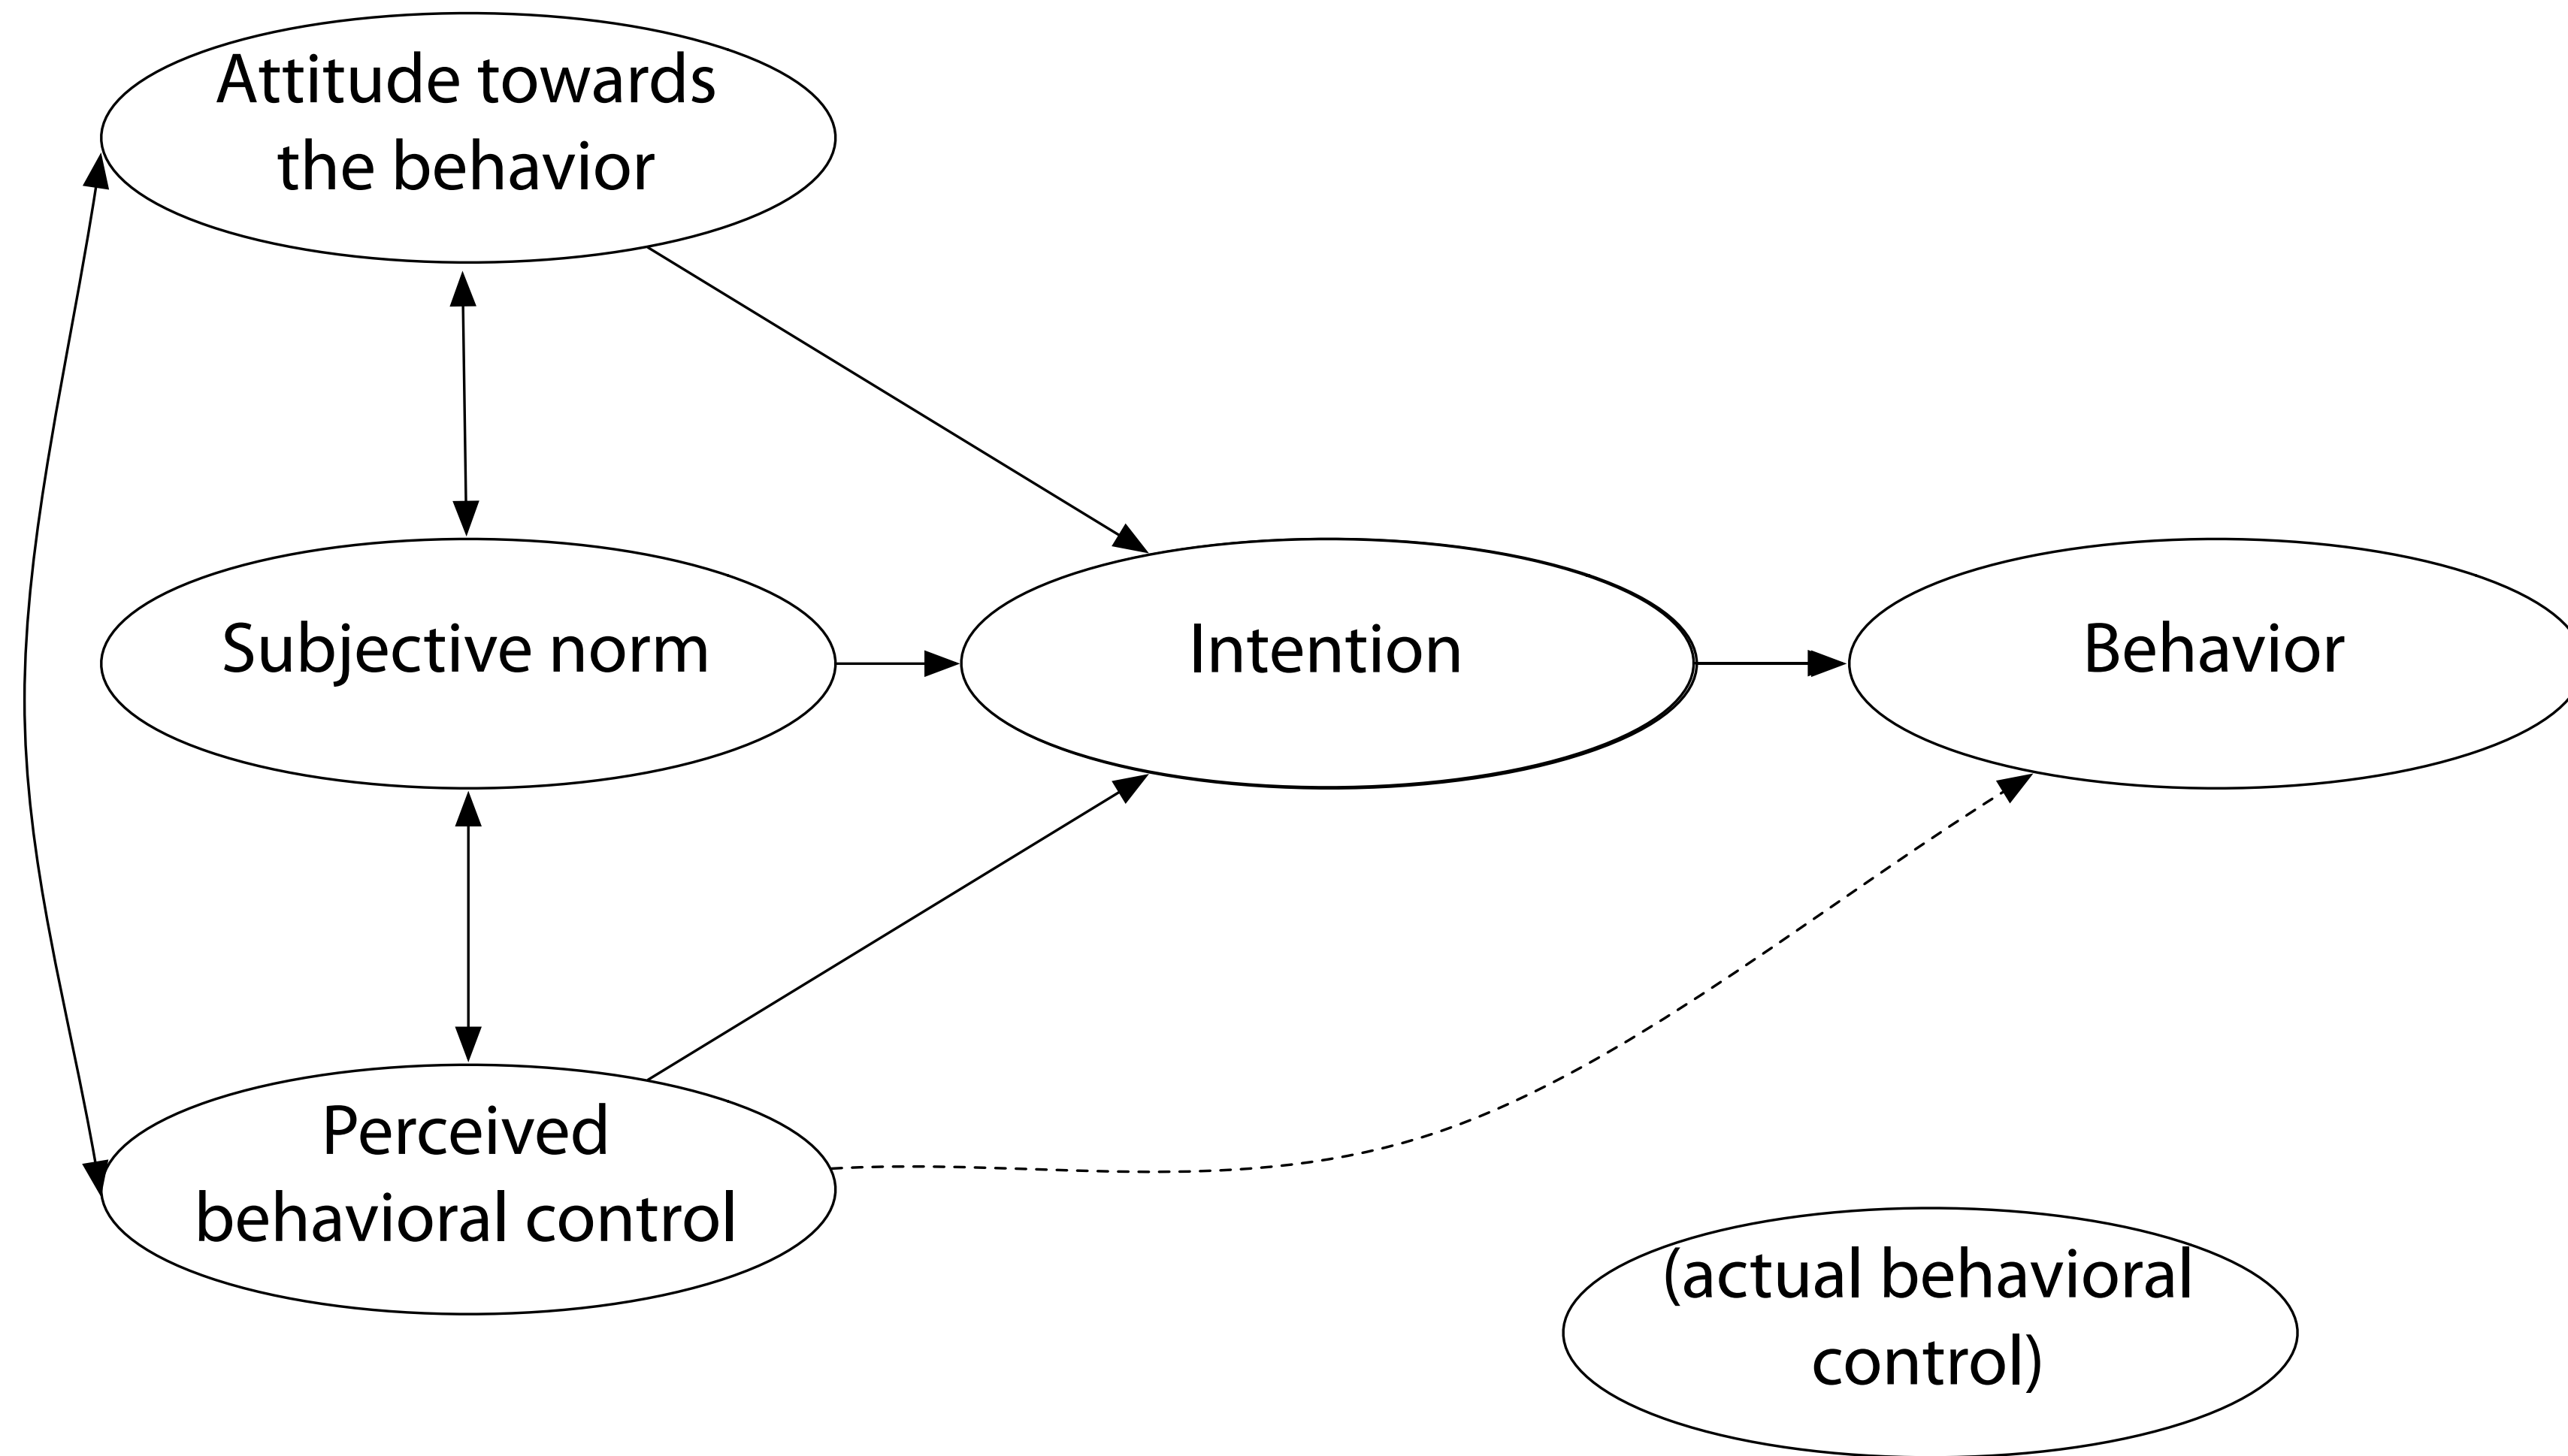 Attitude towards
the behavior
Subjective norm
Intention
Behavior
Perceived
behavioral control
(actual behavioral
control)